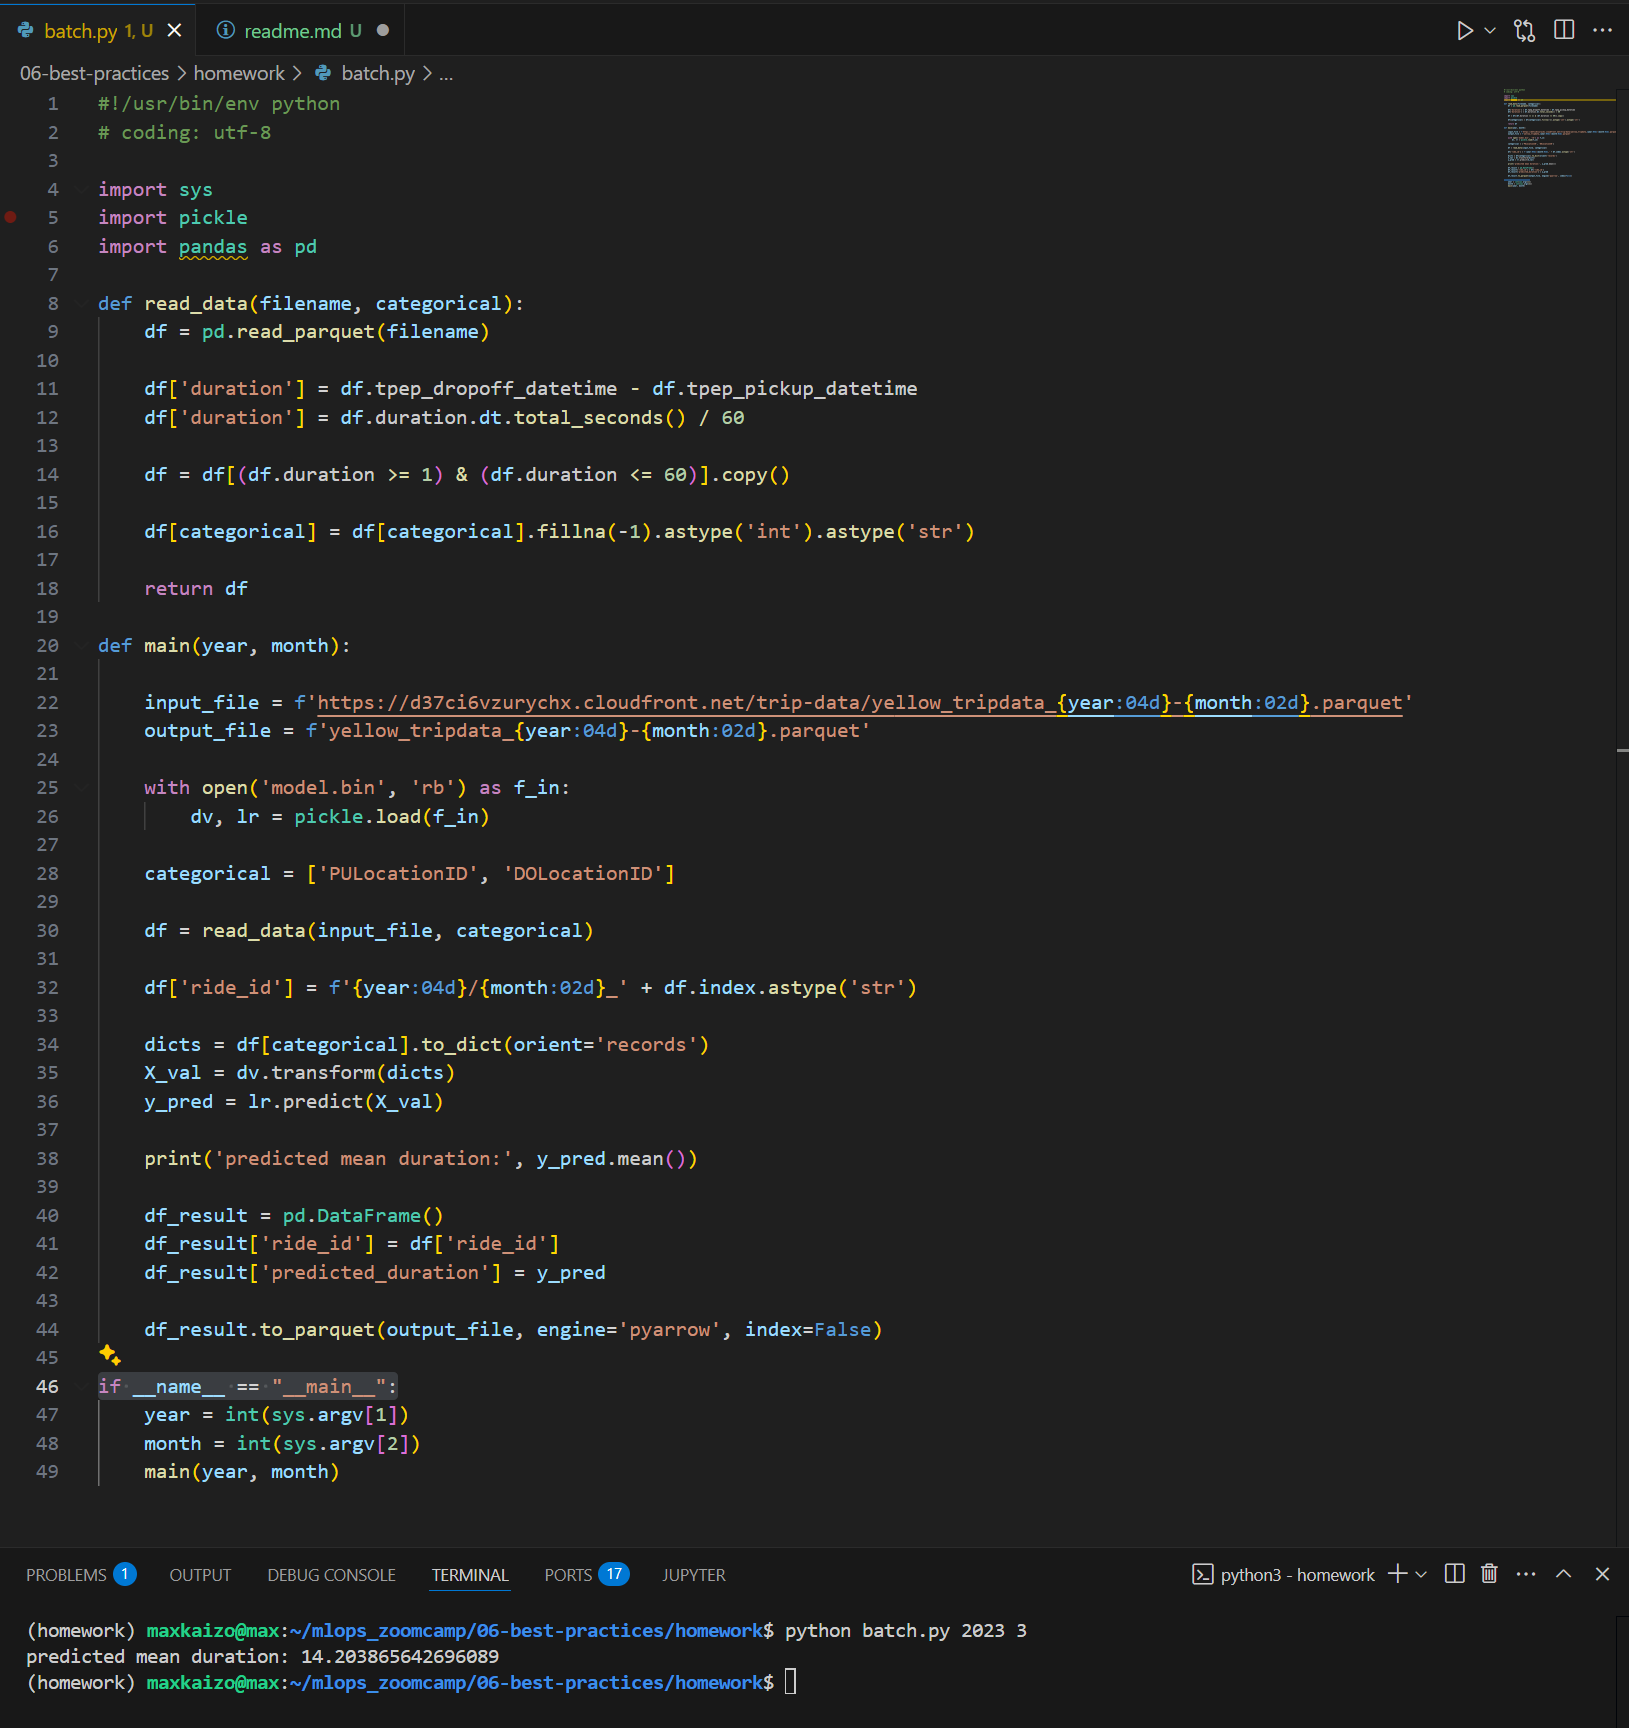 batch.py 1, U
readme.md U
06-best-practices > homework > batch.py > ...
1 #!/usr/bin/env python
2 # coding: utf-8
3
4 import sys
5 import pickle
6 import pandas as pd
7
8 def read_data(filename, categorical):
9     df = pd.read_parquet(filename)
10
11     df['duration'] = df.tpep_dropoff_datetime - df.tpep_pickup_datetime
12     df['duration'] = df.duration.dt.total_seconds() / 60
13
14     df = df[(df.duration >= 1) & (df.duration <= 60)].copy()
15
16     df[categorical] = df[categorical].fillna(-1).astype('int').astype('str')
17
18     return df
19
20 def main(year, month):
21
22     input_file = f'https://d37ci6vzurychx.cloudfront.net/trip-data/yellow_tripdata_{year:04d}-{month:02d}.parquet'
23     output_file = f'yellow_tripdata_{year:04d}-{month:02d}.parquet'
24
25     with open('model.bin', 'rb') as f_in:
26         dv, lr = pickle.load(f_in)
27
28     categorical = ['PULocationID', 'DOLocationID']
29
30     df = read_data(input_file, categorical)
31
32     df['ride_id'] = f'{year:04d}/{month:02d}_' + df.index.astype('str')
33
34     dicts = df[categorical].to_dict(orient='records')
35     X_val = dv.transform(dicts)
36     y_pred = lr.predict(X_val)
37
38     print('predicted mean duration:', y_pred.mean())
39
40     df_result = pd.DataFrame()
41     df_result['ride_id'] = df['ride_id']
42     df_result['predicted_duration'] = y_pred
43
44     df_result.to_parquet(output_file, engine='pyarrow', index=False)
45
46 if __name__ == "__main__":
47     year = int(sys.argv[1])
48     month = int(sys.argv[2])
49     main(year, month)
PROBLEMS 1 OUTPUT DEBUG CONSOLE TERMINAL PORTS 17 JUPYTER python3 - homework
(homework) maxkaizo@max:~/mlops_zoomcamp/06-best-practices/homework$ python batch.py 2023 3
predicted mean duration: 14.203865642696089
(homework) maxkaizo@max:~/mlops_zoomcamp/06-best-practices/homework$